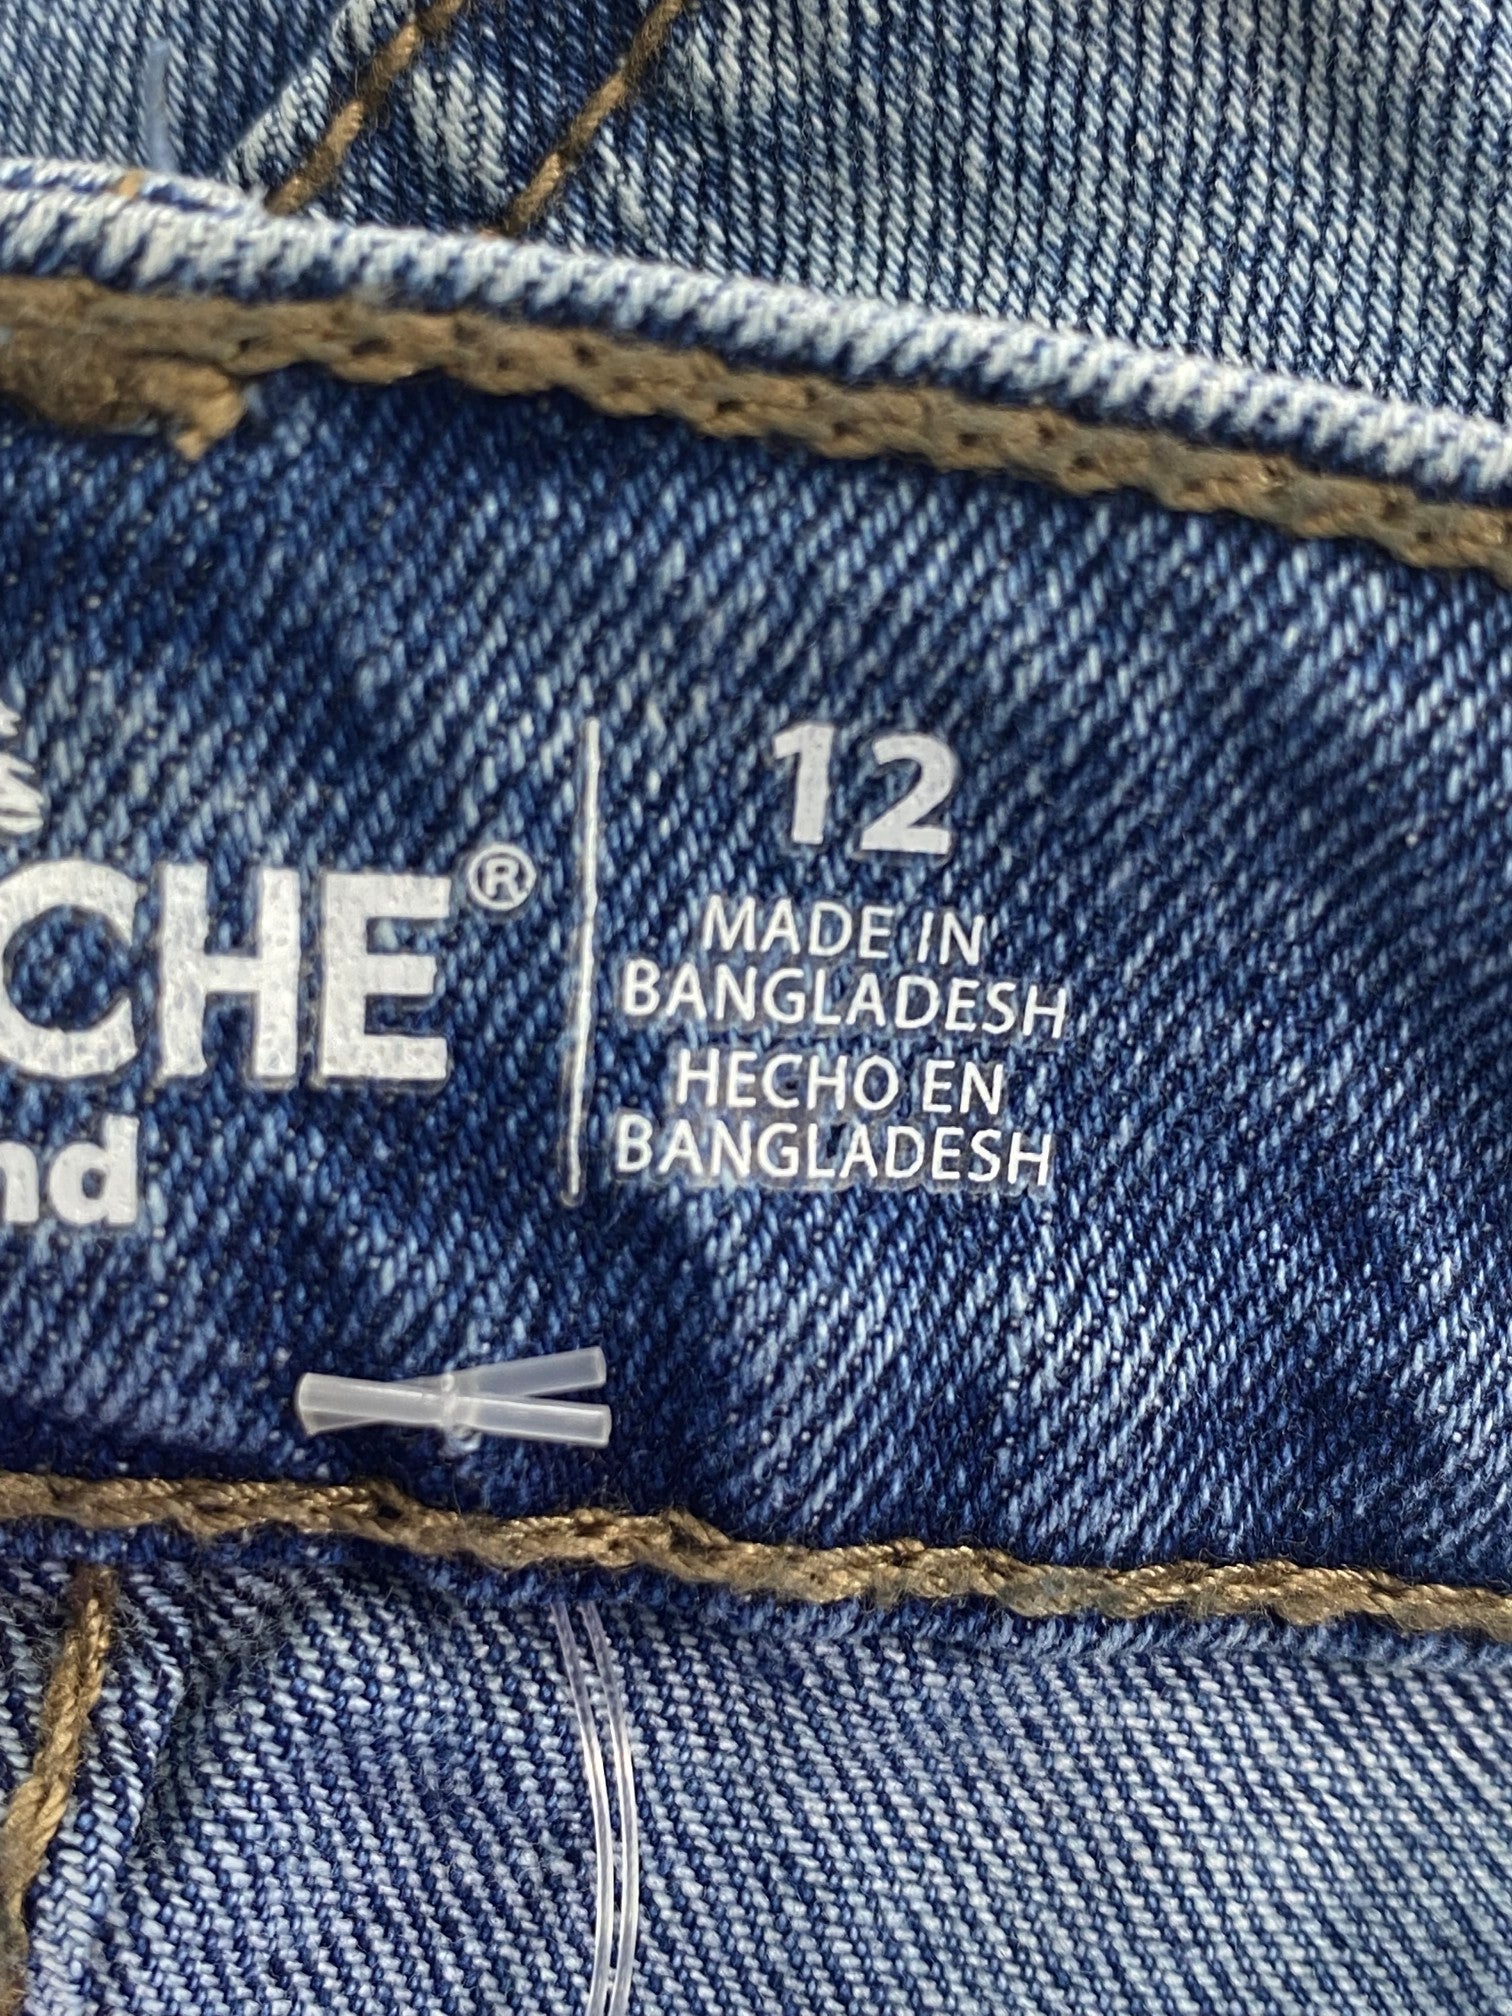 CHE®
nd
12
MADE IN
BANGLADESH
HECHO EN
BANGLADESH